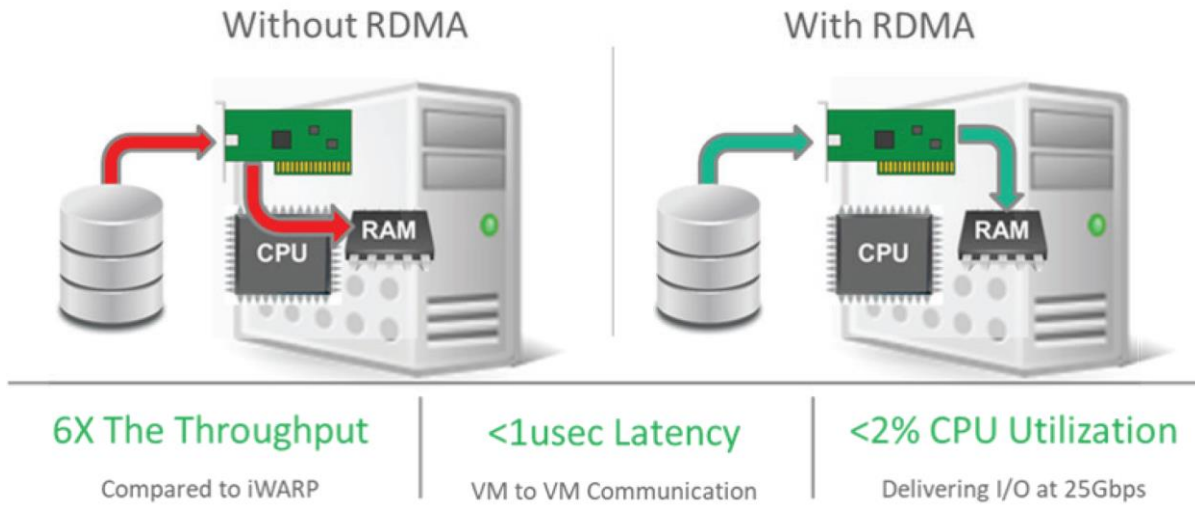 Without RDMA
With RDMA
CPU
RAM
CPU
RAM
6X The Throughput
<1usec Latency
<2% CPU Utilization
Compared to iWARP
VM to VM Communication
Delivering I/O at 25Gbps